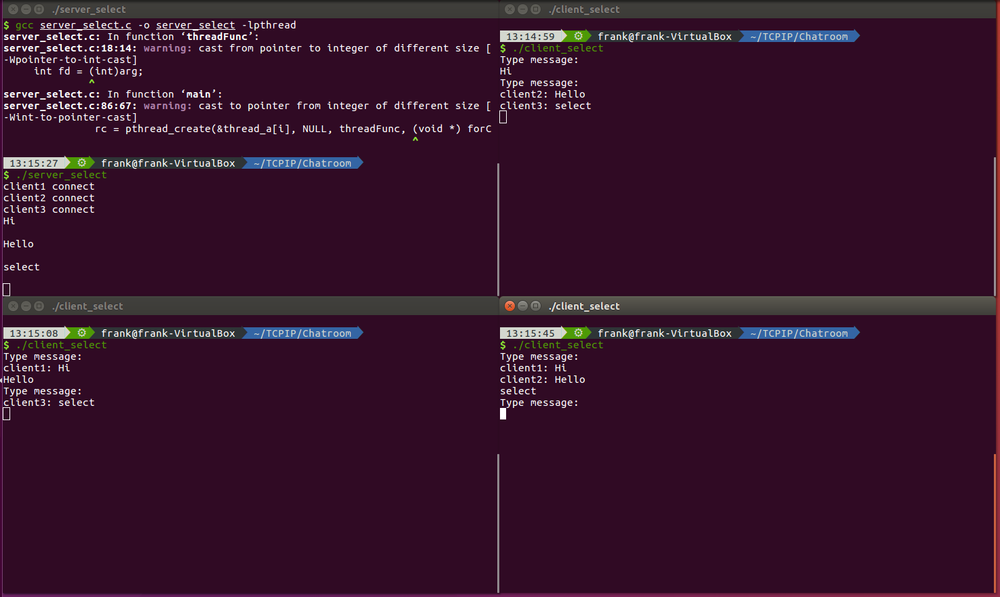 ./server_select
$ gcc server_select.c -o server_select -lpthread
server_select.c: In function ‘threadFunc’:
server_select.c:18:14: warning: cast from pointer to integer of different size [
-Wpointer-to-int-cast]
int fd = (int)arg;
^
server_select.c: In function ‘main’:
server_select.c:86:67: warning: cast to pointer from integer of different size [
-Wint-to-pointer-cast]
rc = pthread_create(&thread_a[i], NULL, threadFunc, (void *) forC
^
13:15:27 ⚙ frank@frank-VirtualBox ~/TCPIP/Chatroom
$ ./server_select
client1 connect
client2 connect
client3 connect
Hi
Hello
select
./client_select
13:14:59 ⚙ frank@frank-VirtualBox ~/TCPIP/Chatroom
$ ./client_select
Type message:
Hi
Type message:
client2: Hello
client3: select
./client_select
13:15:08 ⚙ frank@frank-VirtualBox ~/TCPIP/Chatroom
$ ./client_select
Type message:
client1: Hi
Hello
Type message:
client3: select
./client_select
13:15:45 ⚙ frank@frank-VirtualBox ~/TCPIP/Chatroom
$ ./client_select
Type message:
client1: Hi
client2: Hello
select
Type message: